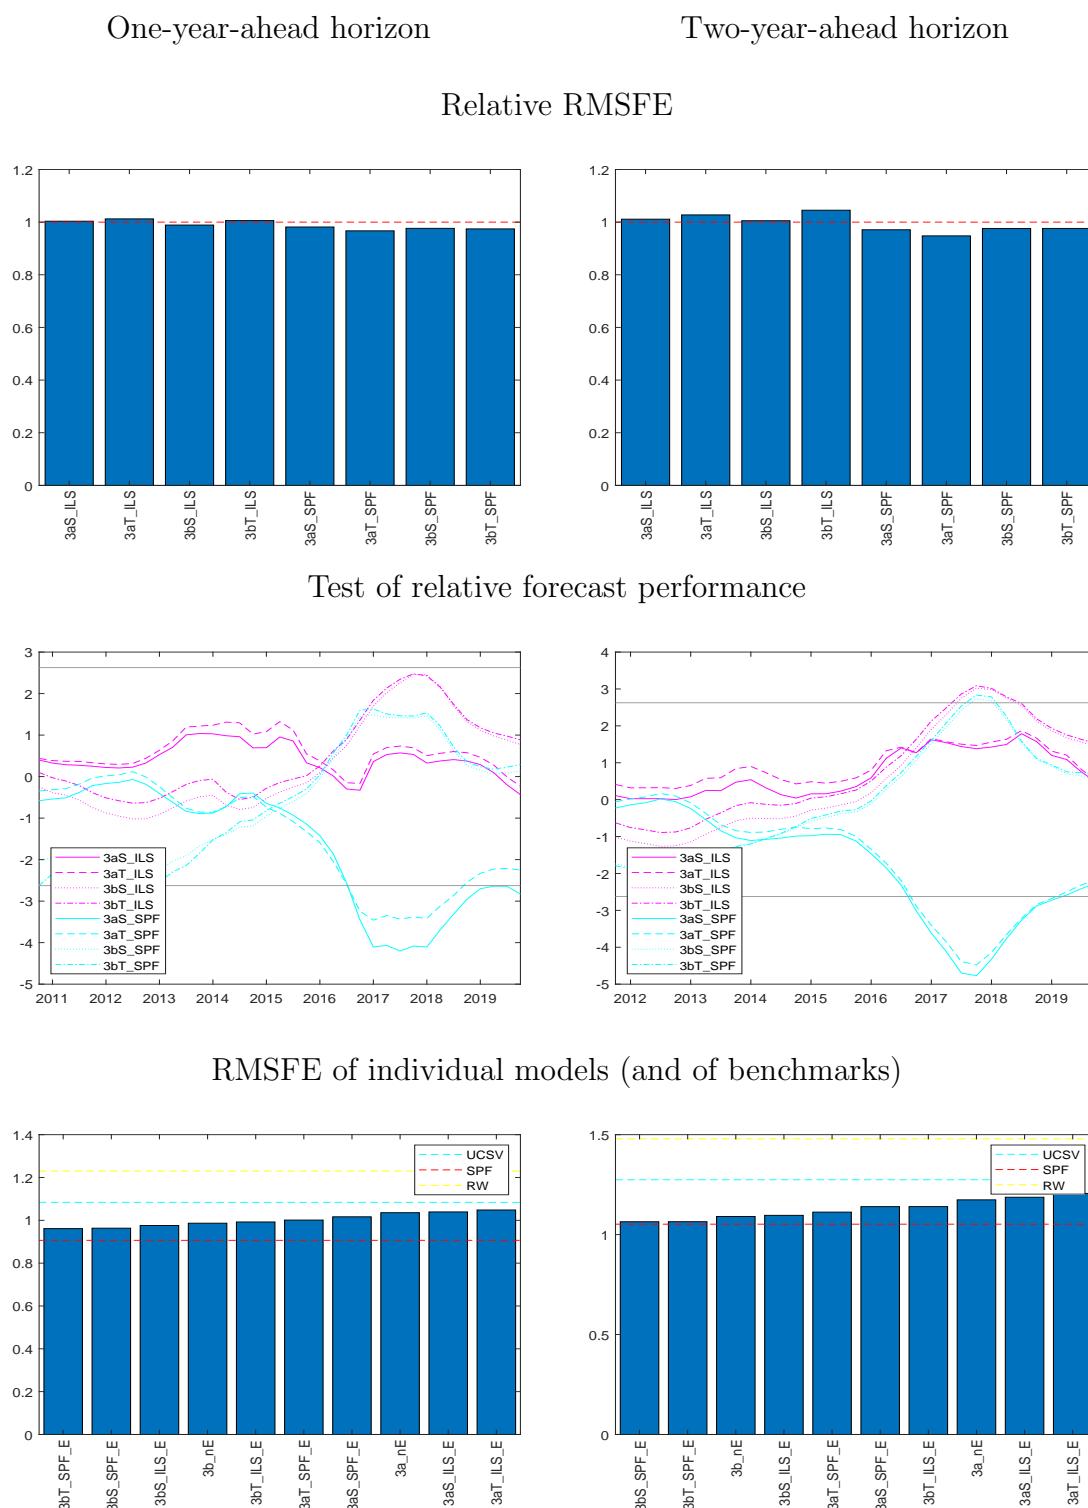 One-year-ahead horizon
Two-year-ahead horizon
Relative RMSFE
1.2
1
0.8
0.6
0.4
0.2
0
3aS_ILS
3aT_ILS
3bS_ILS
3bT_ILS
3aS_SPF
3aT_SPF
3bS_SPF
3bT_SPF
1.2
1
0.8
0.6
0.4
0.2
0
3aS_ILS
3aT_ILS
3bS_ILS
3bT_ILS
3aS_SPF
3aT_SPF
3bS_SPF
3bT_SPF
Test of relative forecast performance
3
2
1
0
-1
-2
-3
-4
-5
3aS_ILS
3aT_ILS
3bS_ILS
3bT_ILS
3aS_SPF
3aT_SPF
3bS_SPF
3bT_SPF
2011 2012 2013 2014 2015 2016 2017 2018 2019
4
3
2
1
0
-1
-2
-3
-4
-5
3aS_ILS
3aT_ILS
3bS_ILS
3bT_ILS
3aS_SPF
3aT_SPF
3bS_SPF
3bT_SPF
2012 2013 2014 2015 2016 2017 2018 2019
RMSFE of individual models (and of benchmarks)
1.4
1.2
1
0.8
0.6
0.4
0.2
0
UCSV
SPF
RW
3bT_SPF_E
3bS_SPF_E
3bS_ILS_E
3b_nE
3bT_ILS_E
3aT_SPF_E
3aS_SPF_E
3a_nE
3aS_ILS_E
3aT_ILS_E
1.5
1
0.5
0
UCSV
SPF
RW
3bS_SPF_E
3bT_SPF_E
3b_nE
3bS_ILS_E
3aT_SPF_E
3aS_SPF_E
3bT_ILS_E
3a_nE
3aS_ILS_E
3aT_ILS_E